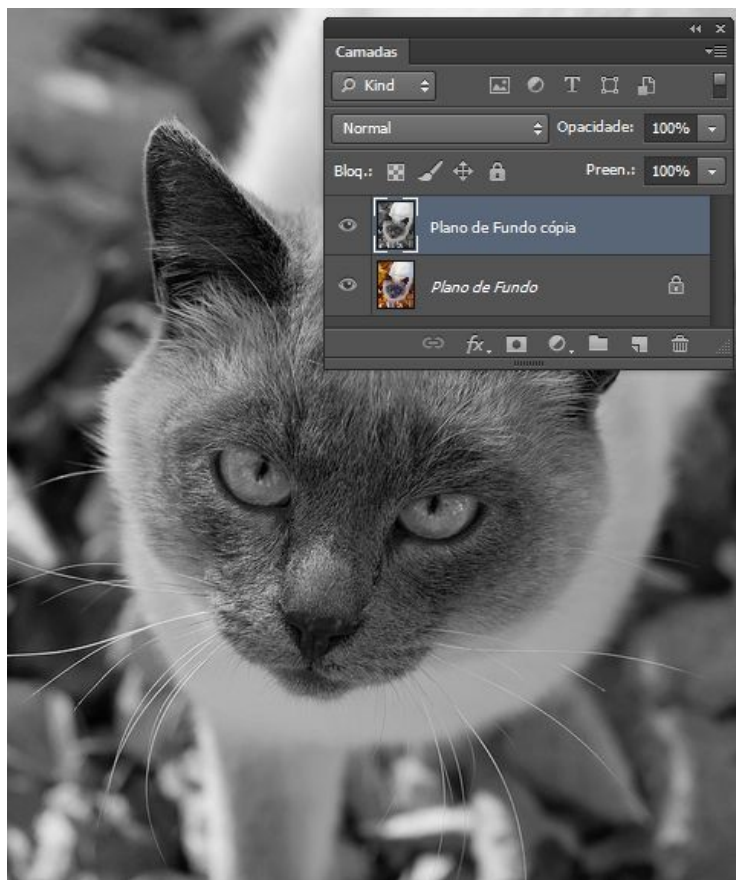 Camadas
Kind
Normal Opacidade: 100%
Bloq.: Preen.: 100%
Plano de Fundo cópia
Plano de Fundo
fx.